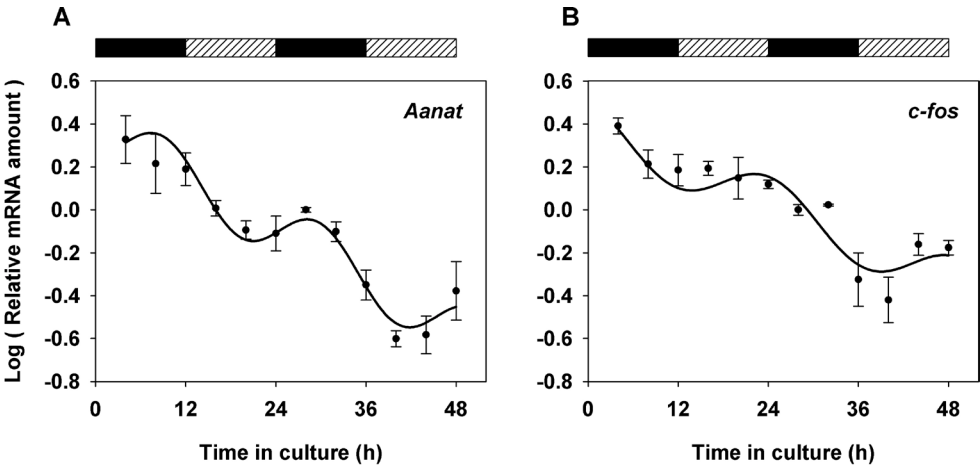 A
B
Log ( Relative mRNA amount )
Aanat
0.6
0.4
0.2
0.0
-0.2
-0.4
-0.6
-0.8
0 12 24 36 48
Time in culture (h)
c-fos
0.6
0.4
0.2
0.0
-0.2
-0.4
-0.6
-0.8
0 12 24 36 48
Time in culture (h)